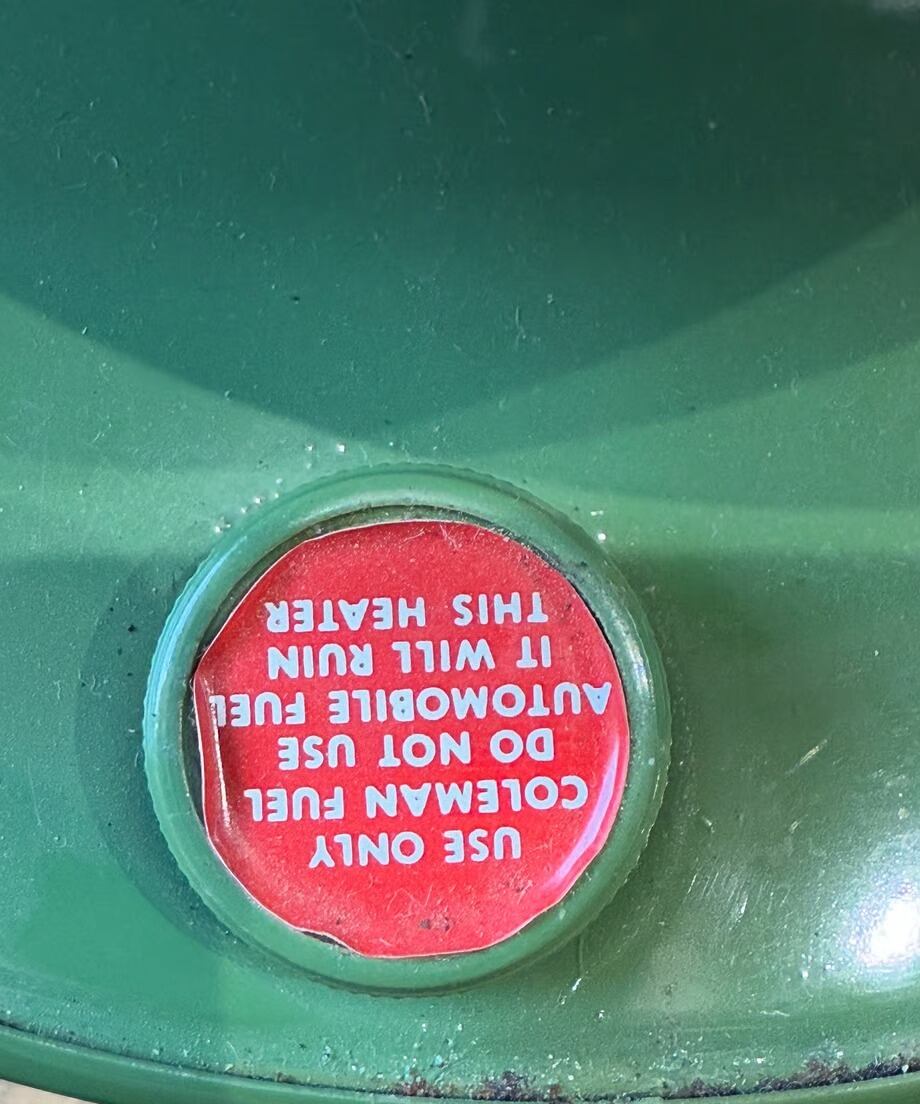 USE ONLY
COLEMAN FUEL
DO NOT USE
AUTOMOBILE FUEL
IT WILL RUIN
THIS HEATER